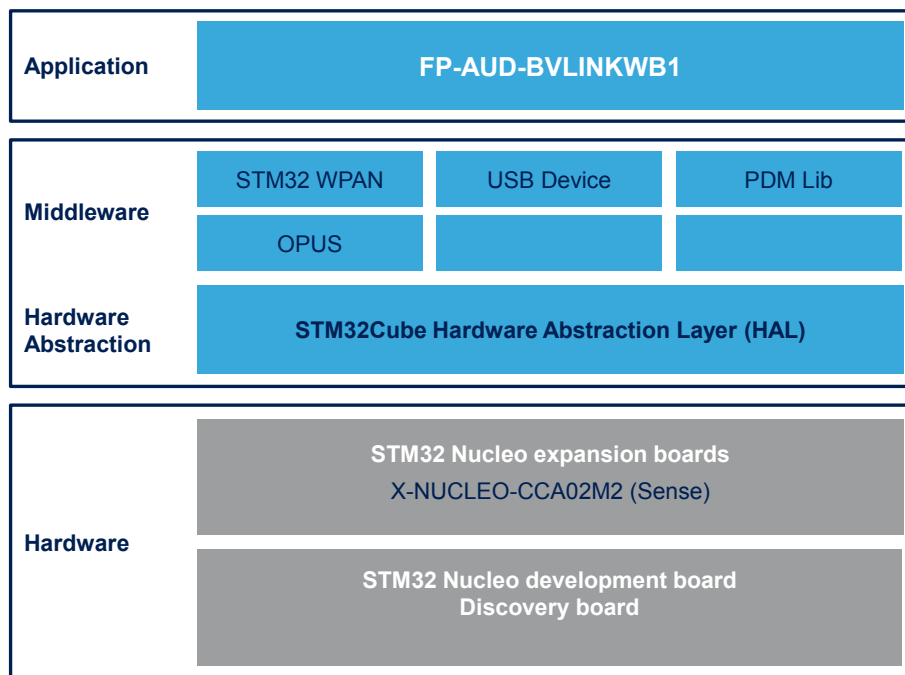 Application
FP-AUD-BVLINKWB1
Middleware
STM32 WPAN
USB Device
PDM Lib
OPUS
Hardware
Abstraction
STM32Cube Hardware Abstraction Layer (HAL)
Hardware
STM32 Nucleo expansion boards
X-NUCLEO-CCA02M2 (Sense)
STM32 Nucleo development board
Discovery board